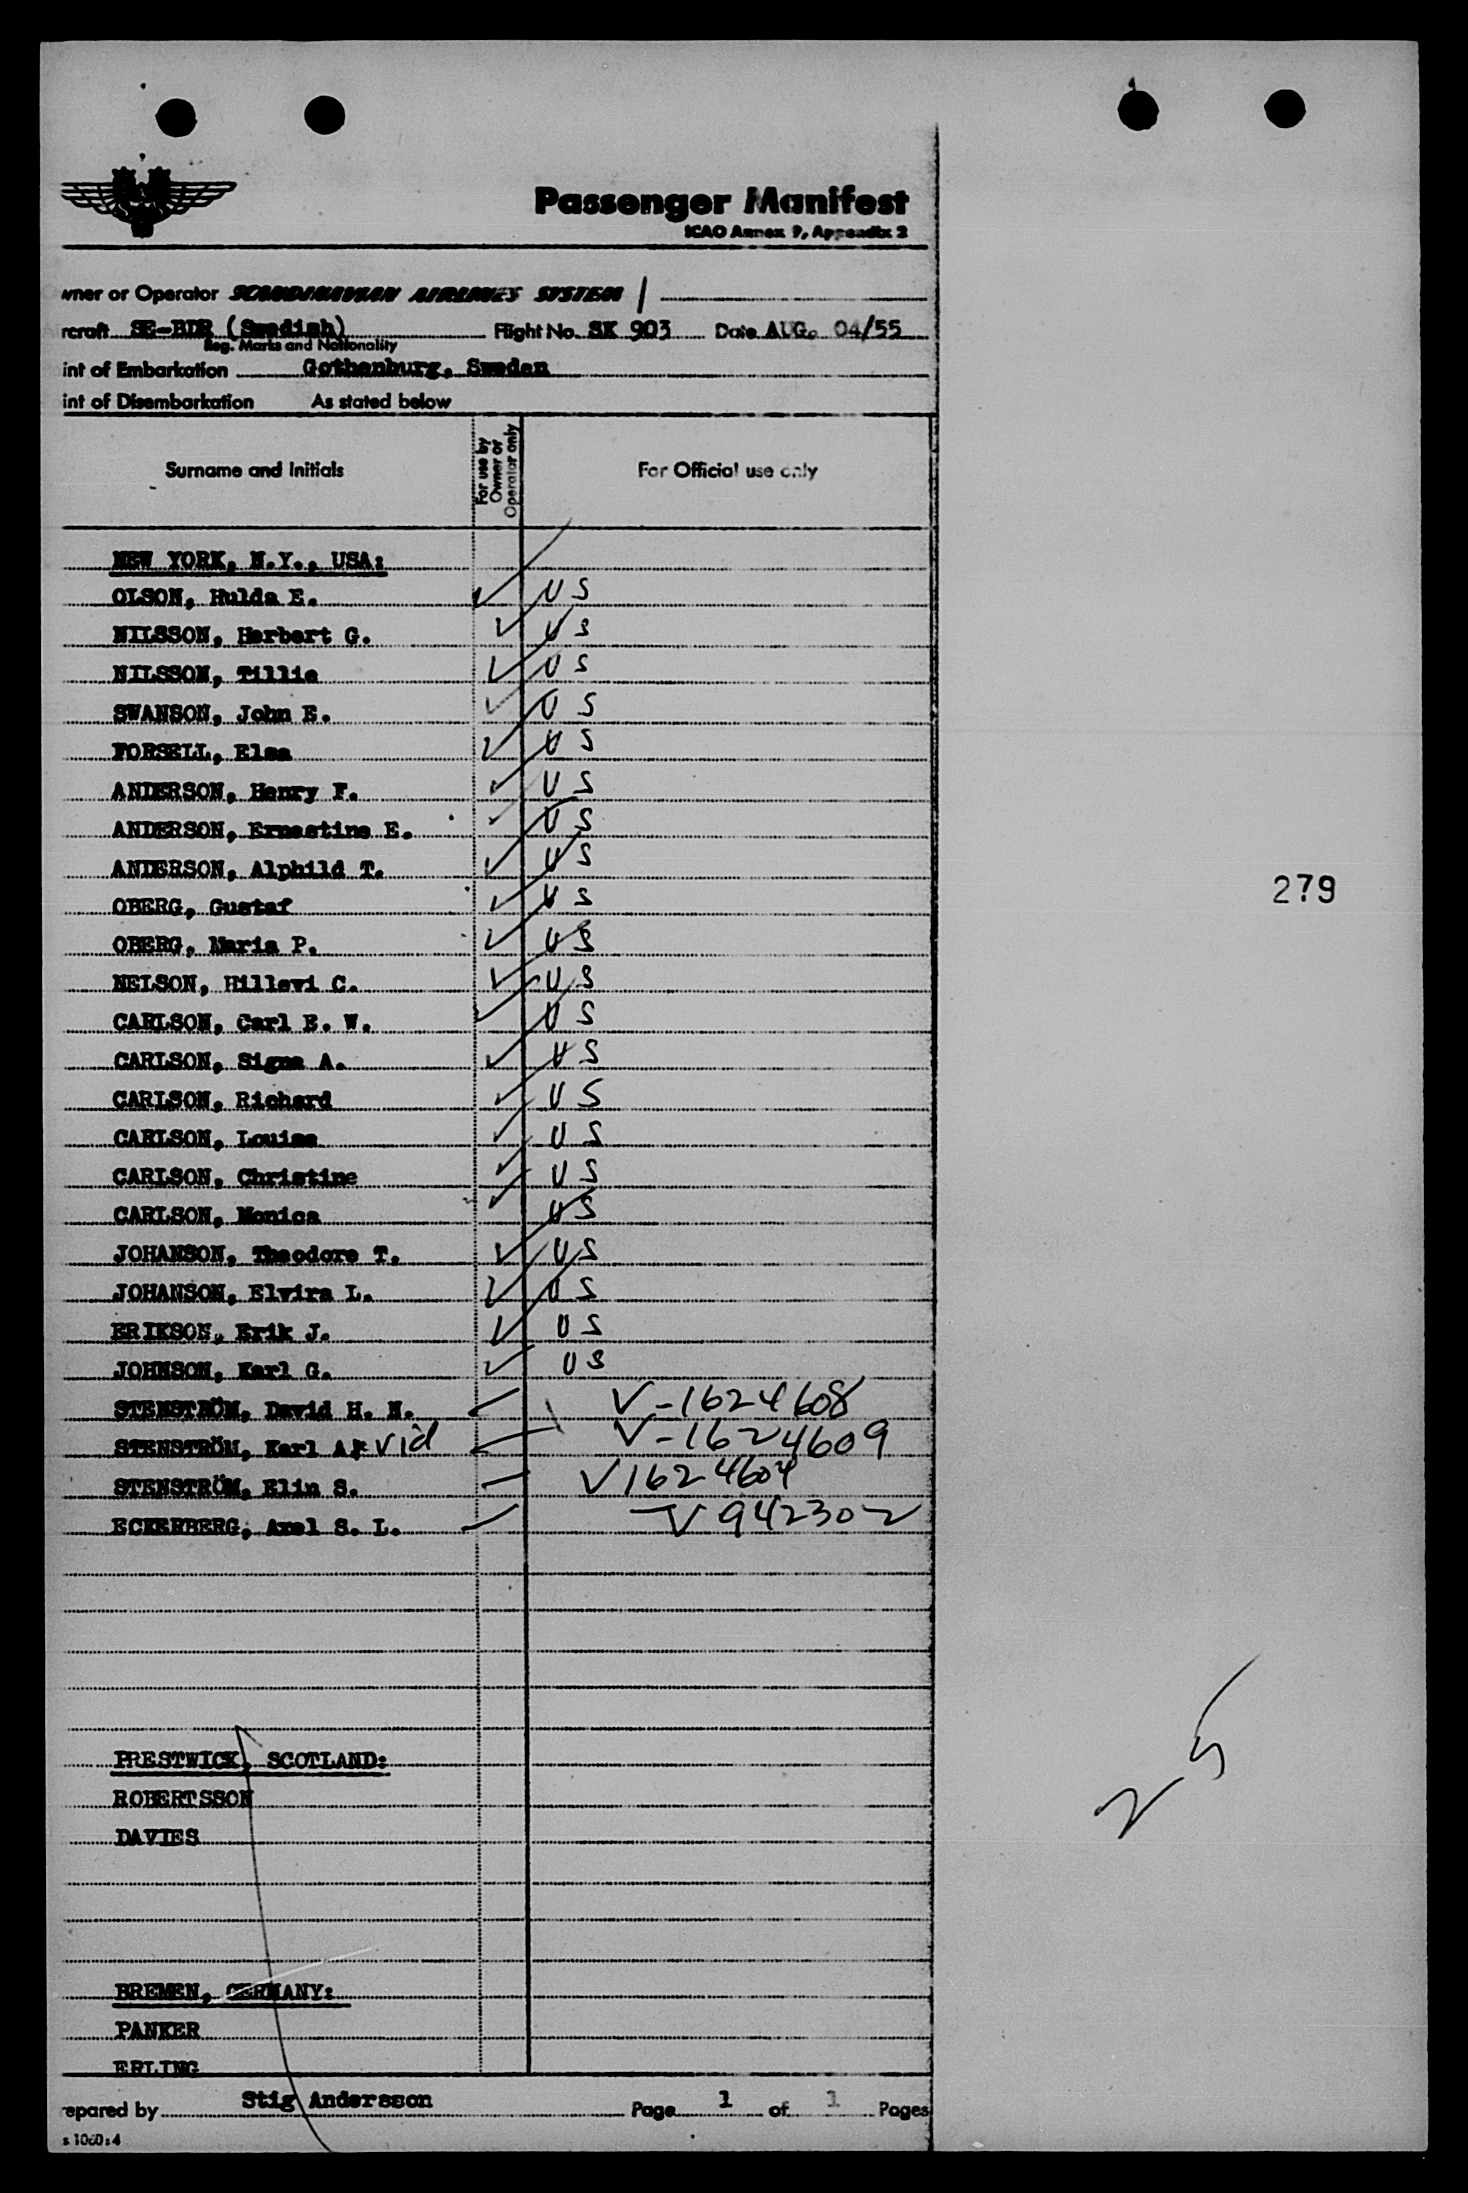 Passenger Manifest
ICAO Annex 9, Appendix 2
wner or Operator SCANDINAVIAN AIRLINES SYSTEM
rcraft SE-BDR (Swedish) Flight No. SK 903 Date AUG. 04/55
Reg. Marks and Nationality
int of Embarkation Gothenburg, Sweden
int of Disembarkation As stated below
Surname and Initials For use by Owner or Operator only For Official use only
NEW YORK, N.Y., USA:
OLSON, Hulda E. US
NILSSON, Herbert G. US
NILSSON, Tillie US
SWANSON, John E. US
FORSELL, Elsa US
ANDERSON, Henry F. US
ANDERSON, Ernestine E. US
ANDERSON, Alphild T. US
OBERG, Gustaf US
279
OBERG, Maria P. US
NELSON, Hillevi C. US
CARLSON, Carl E. W. US
CARLSON, Signe A. US
CARLSON, Richard US
CARLSON, Louise US
CARLSON, Christine US
CARLSON, Monica US
JOHANSON, Theodore T. US
JOHANSON, Elvira L. US
ERIKSON, Erik J. US
JOHNSON, Karl G. US
STENSTRÖM, David H. N. V-1624608
STENSTRÖM, Karl Arvid V-1624609
STENSTRÖM, Elin S. V1624604
ECKERBERG, Axel S. L. V942302
PRESTWICK, SCOTLAND:
ROBERTSSON
DAVIES
25
BREMEN, GERMANY:
PANKER
ERLING
epared by Stig Andersson Page 1 of 1 Pages
s 1060:4